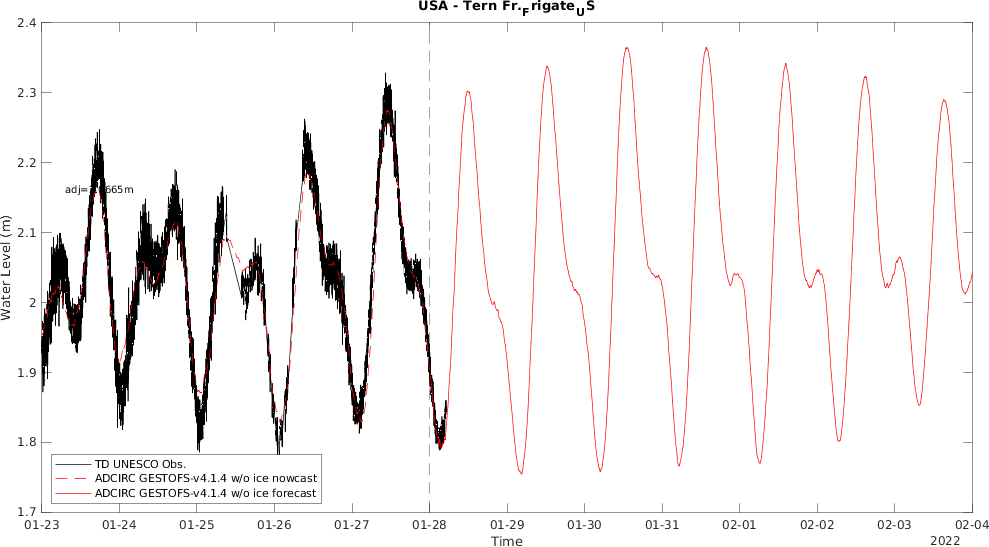 USA - Tern Fr.FrigateUS
2.4
2.3
2.2
2.1
2
1.9
1.8
1.7
Water Level (m)
TD UNESCO Obs.
ADCIRC GESTOFS-v4.1.4 w/o ice nowcast
ADCIRC GESTOFS-v4.1.4 w/o ice forecast
01-23 01-24 01-25 01-26 01-27 01-28 01-29 01-30 01-31 02-01 02-02 02-03 02-04
Time
2022